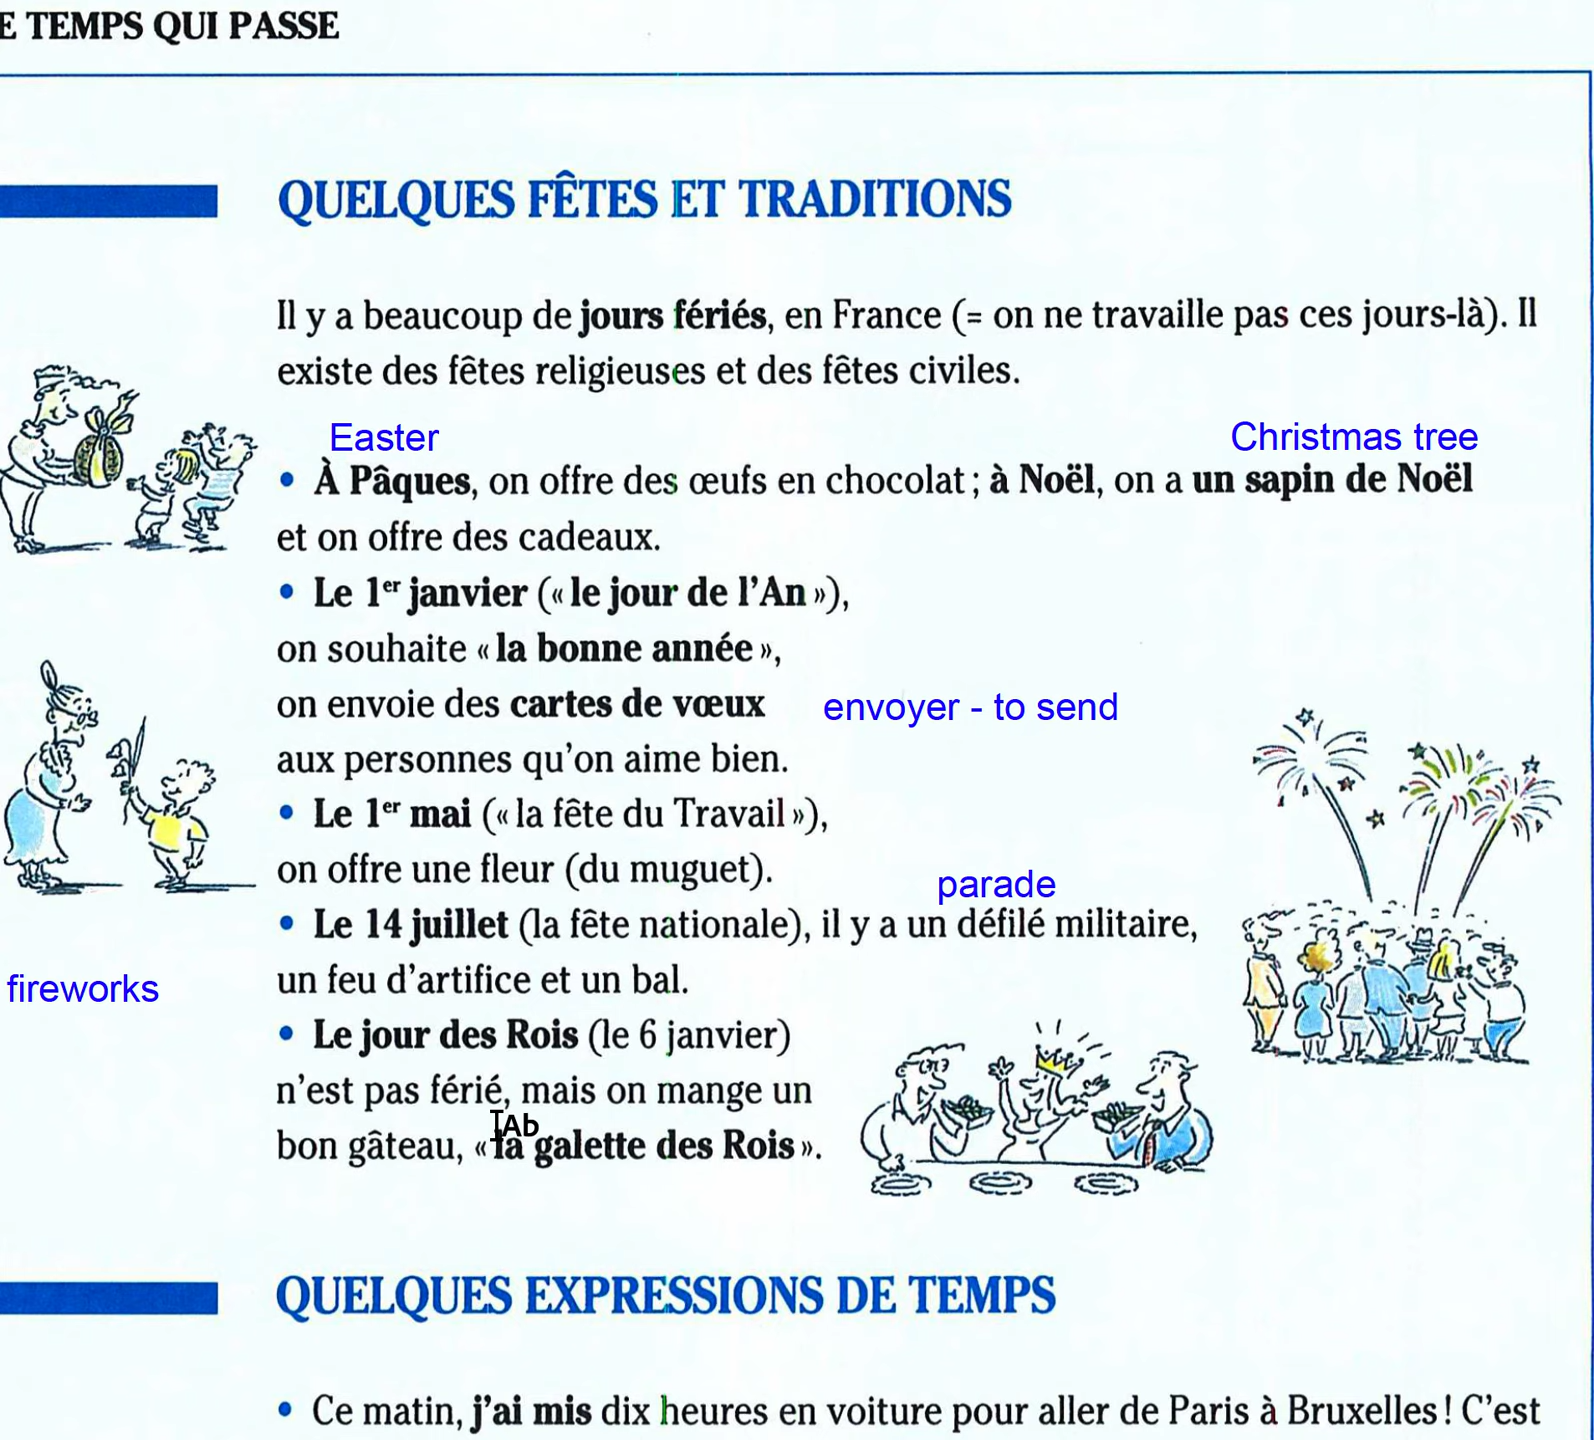 E TEMPS QUI PASSE
QUELQUES FÊTES ET TRADITIONS
Il y a beaucoup de jours fériés, en France (= on ne travaille pas ces jours-là). Il
existe des fêtes religieuses et des fêtes civiles.
Easter
Christmas tree
• À Pâques, on offre des œufs en chocolat ; à Noël, on a un sapin de Noël
et on offre des cadeaux.
• Le 1er janvier (« le jour de l’An »),
on souhaite « la bonne année »,
on envoie des cartes de vœux
envoyer - to send
aux personnes qu’on aime bien.
• Le 1er mai (« la fête du Travail »),
on offre une fleur (du muguet).
parade
• Le 14 juillet (la fête nationale), il y a un défilé militaire,
fireworks
un feu d’artifice et un bal.
• Le jour des Rois (le 6 janvier)
n’est pas férié, mais on mange un
Ab
bon gâteau, « la galette des Rois ».
QUELQUES EXPRESSIONS DE TEMPS
• Ce matin, j’ai mis dix heures en voiture pour aller de Paris à Bruxelles ! C’est